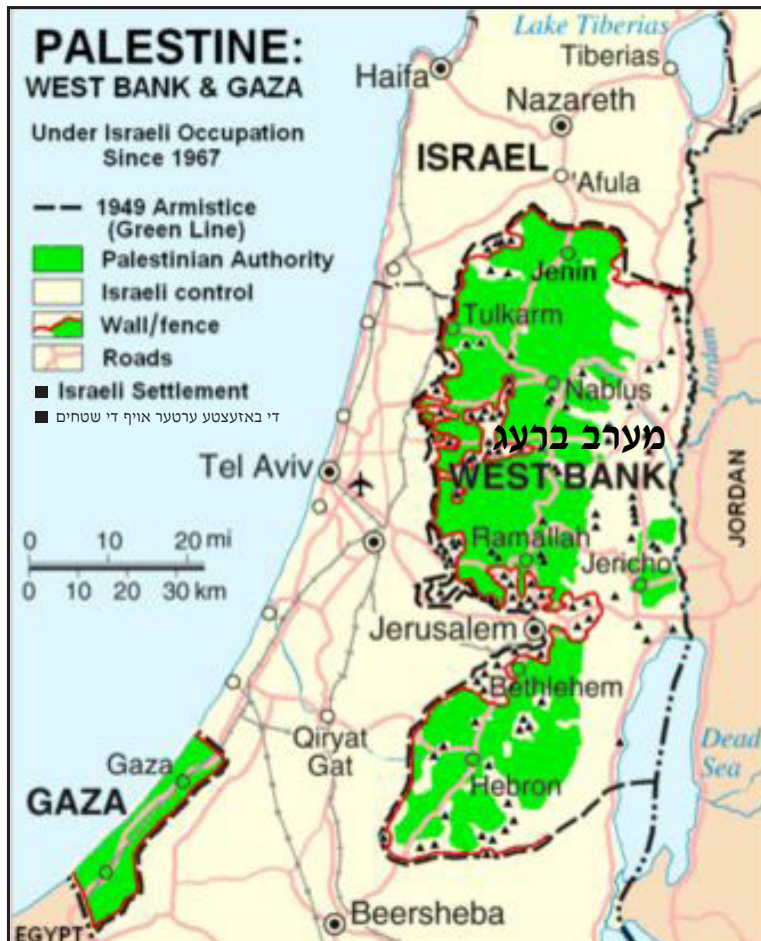 PALESTINE:
WEST BANK & GAZA
Under Israeli Occupation
Since 1967
1949 Armistice
(Green Line)
Palestinian Authority
Israeli control
Wall/fence
Roads
Israeli Settlement
די באזעצטע ערטער אויף די שטחים
Lake Tiberias
Tiberias
Haifa
Nazareth
ISRAEL
'Afula
Jenin
Tulkarm
Nablus
Jordan
מערב ברעג
WEST BANK
Tel Aviv
JORDAN
0 10 20 mi
0 10 20 30 km
Ramallah
Jericho
Jerusalem
Bethlehem
Qiryat
Gat
Dead
Sea
Gaza
GAZA
Hebron
Beersheba
EGYPT